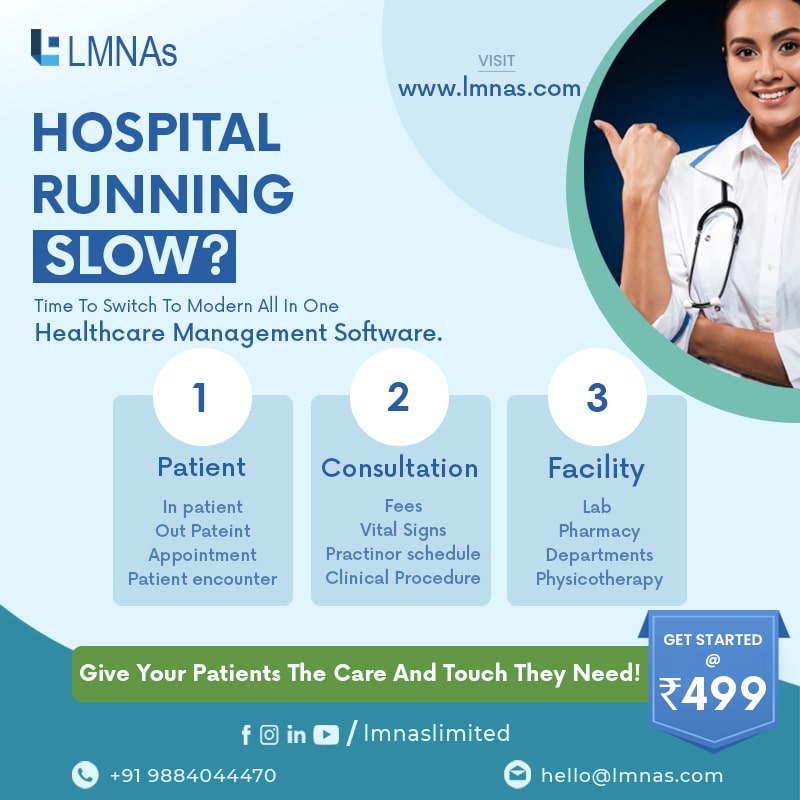 LMNAs
VISIT
www.lmnas.com
HOSPITAL
RUNNING
SLOW?
Time To Switch To Modern All In One
Healthcare Management Software.
1
Patient
In patient
Out Pateint
Appointment
Patient encounter
2
Consultation
Fees
Vital Signs
Practinor schedule
Clinical Procedure
3
Facility
Lab
Pharmacy
Departments
Physicotherapy
Give Your Patients The Care And Touch They Need!
GET STARTED
@
₹499
/ lmnaslimited
+91 9884044470
hello@lmnas.com